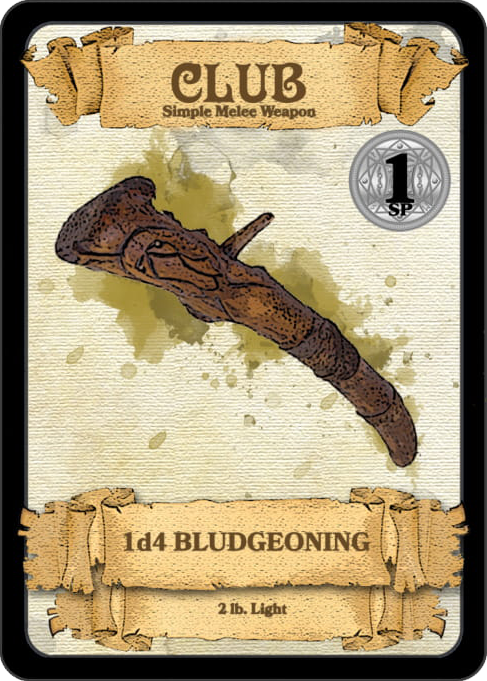 CLUB
Simple Melee Weapon
1
SP
1d4 BLUDGEONING
2 lb. Light